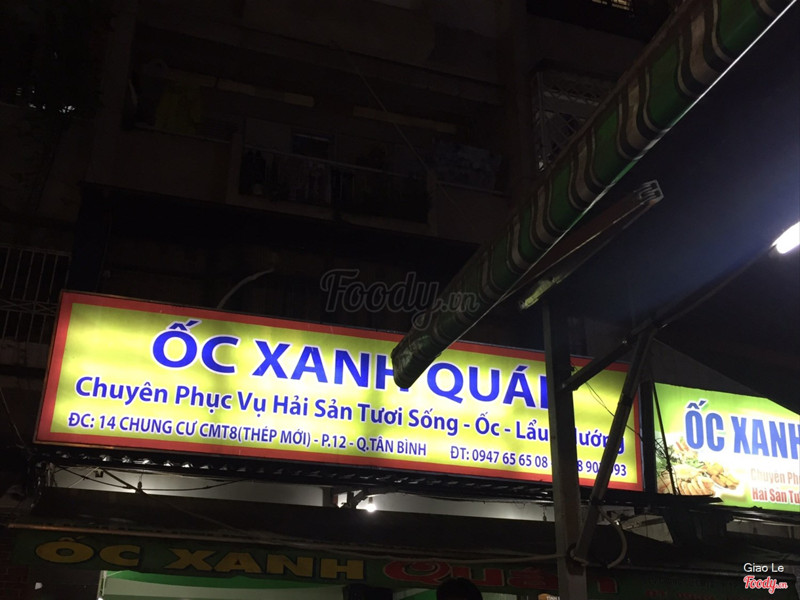 Foody.vn
ỐC XANH QUÁN
Chuyên Phục Vụ Hải Sản Tươi Sống - Ốc - Lẩu
ĐC: 14 CHUNG CƯ CMT8(THÉP MỚI) - P.12 - Q.TÂN BÌNH ĐT: 0947 65 65 08
ỐC XANH
Chuyên
Hải Sản
ỐC XANH Quán
Giao Le
Foody.vn